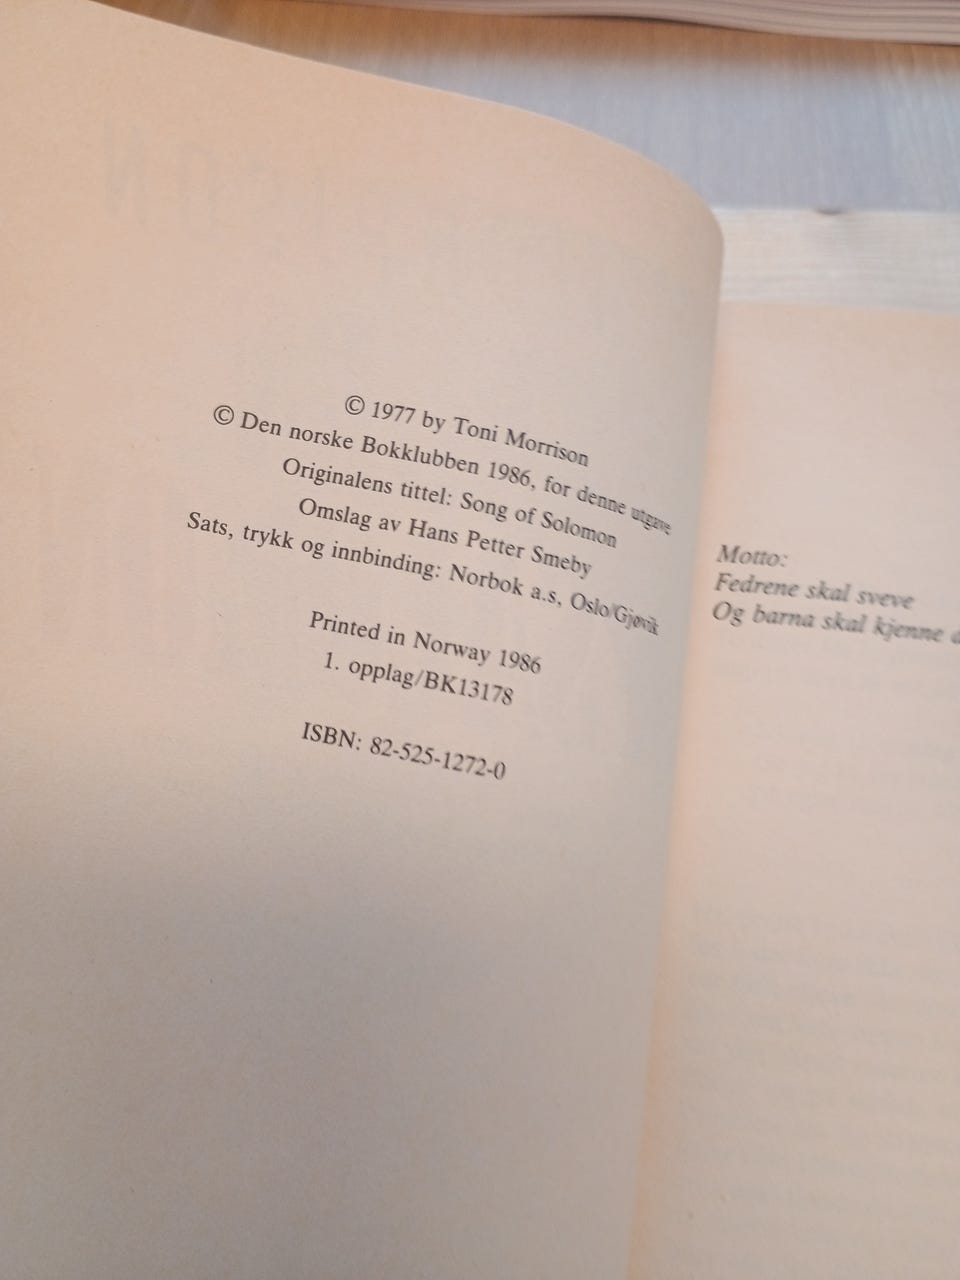 © 1977 by Toni Morrison
© Den norske Bokklubben 1986, for denne utgave
Originalens tittel: Song of Solomon
Omslag av Hans Petter Smeby
Sats, trykk og innbinding: Norbok a.s, Oslo/Gjøvik
Printed in Norway 1986
1. opplag/BK13178
ISBN: 82-525-1272-0
Motto:
Fedrene skal sveve
Og barna skal kjenne